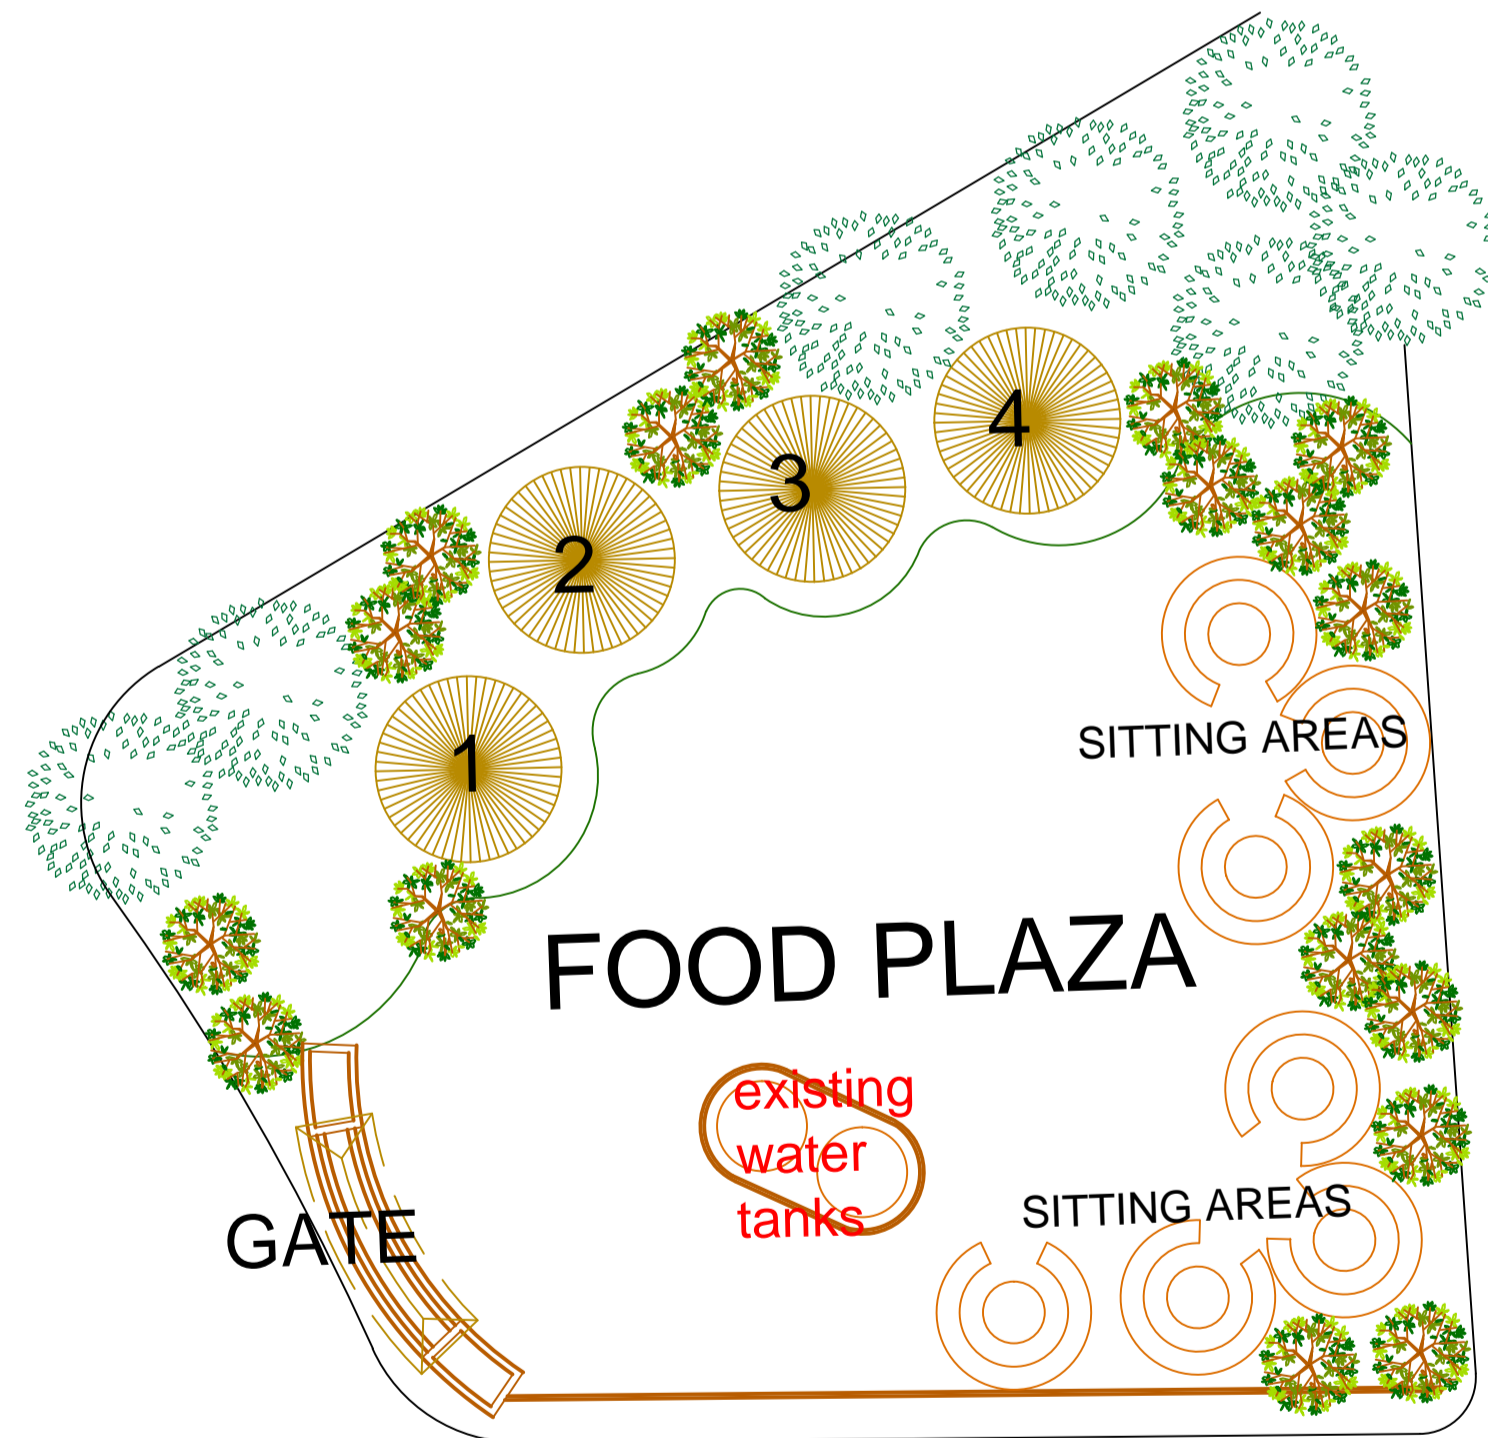 4
3
2
1
SITTING AREAS
FOOD PLAZA
existing
water
tanks
SITTING AREAS
GATE